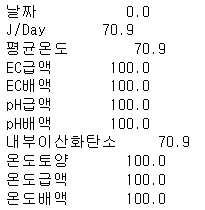 날짜 0.0
J/Day 70.9
평균온도 70.9
EC급액 100.0
EC배액 100.0
pH급액 100.0
pH배액 100.0
내부이산화탄소 70.9
온도토양 100.0
온도급액 100.0
온도배액 100.0